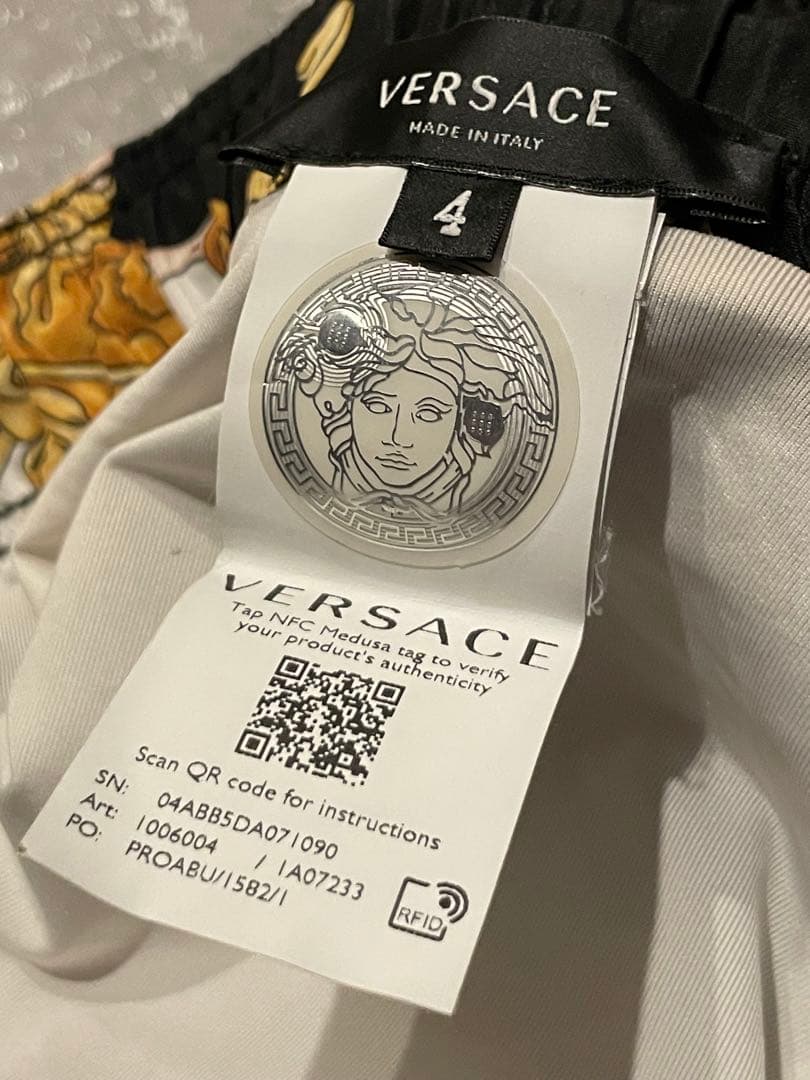 VERSACE
MADE IN ITALY
4
VERSACE
Tap NFC Medusa tag to verify
your product's authenticity
Scan QR code for instructions
SN: 04ABB5DA071090
Art: 1006004 / 1A07233
PO: PROABU/1582/1
RFID